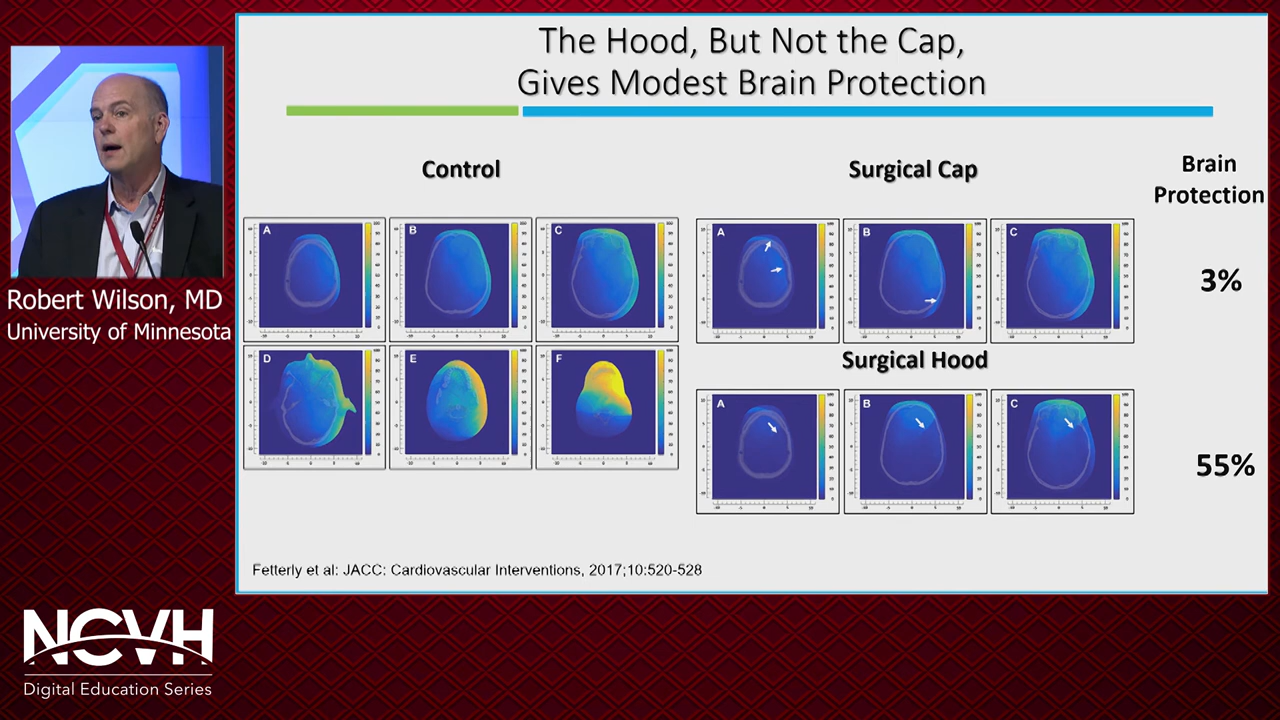 The Hood, But Not the Cap,
Gives Modest Brain Protection
Control
Surgical Cap
Brain
Protection
A
B
C
A
B
C
3%
D
E
F
Surgical Hood
A
B
C
55%
Fetterly et al: JACC: Cardiovascular Interventions, 2017;10:520-528
Robert Wilson, MD
University of Minnesota
NCVH
Digital Education Series